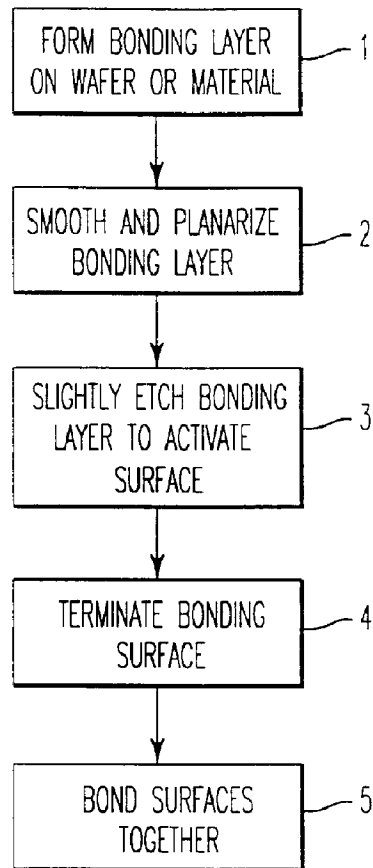 FORM BONDING LAYER
ON WAFER OR MATERIAL
1
SMOOTH AND PLANARIZE
BONDING LAYER
2
SLIGHTLY ETCH BONDING
LAYER TO ACTIVATE
SURFACE
3
TERMINATE BONDING
SURFACE
4
BOND SURFACES
TOGETHER
5